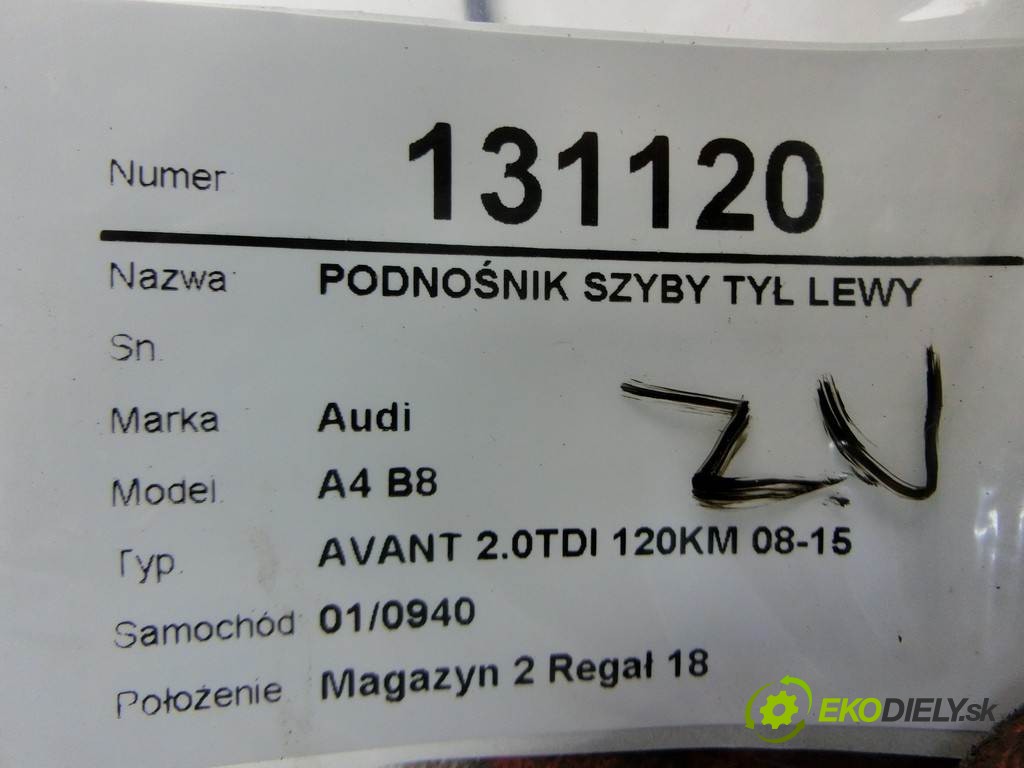 Numer 131120
Nazwa PODNOŚNIK SZYBY TYŁ LEWY
Sn.
Marka Audi
Model. A4 B8
Typ. AVANT 2.0TDI 120KM 08-15
Samochód 01/0940
Położenie Magazyn 2 Regał 18
EKODIELY.sk